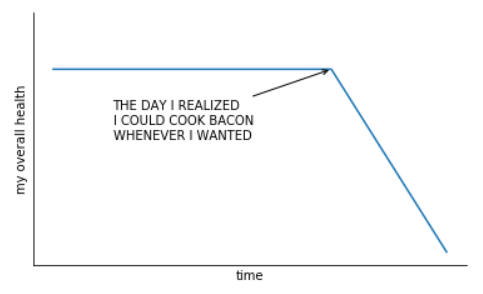 my overall health
THE DAY I REALIZED
I COULD COOK BACON
WHENEVER I WANTED
time